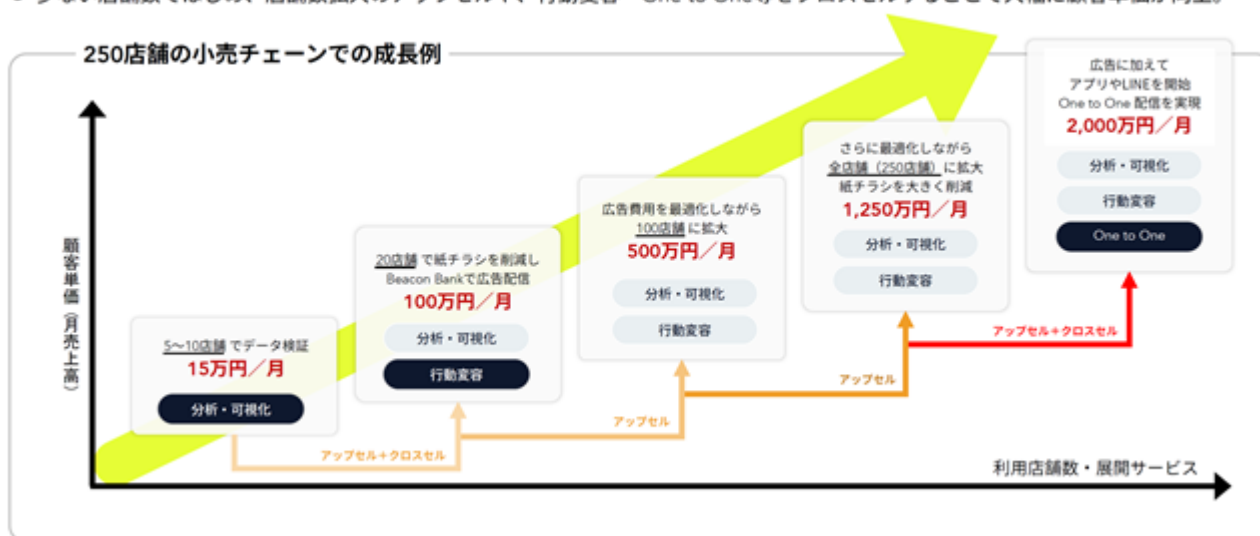 250店舗の小売チェーンでの成長例
顧客単価（月売上高）
5〜10店舗 でデータ検証
15万円／月
分析・可視化
アップセル＋クロスセル
20店舗 で紙チラシを削減し
Beacon Bankで広告配信
100万円／月
分析・可視化
行動変容
アップセル
広告費用を最適化しながら
100店舗 に拡大
500万円／月
分析・可視化
行動変容
アップセル
さらに最適化しながら
全店舗（250店舗）に拡大
紙チラシを大きく削減
1,250万円／月
分析・可視化
行動変容
アップセル＋クロスセル
広告に加えて
アプリやLINEを開始
One to One 配信を実現
2,000万円／月
分析・可視化
行動変容
One to One
利用店舗数・展開サービス